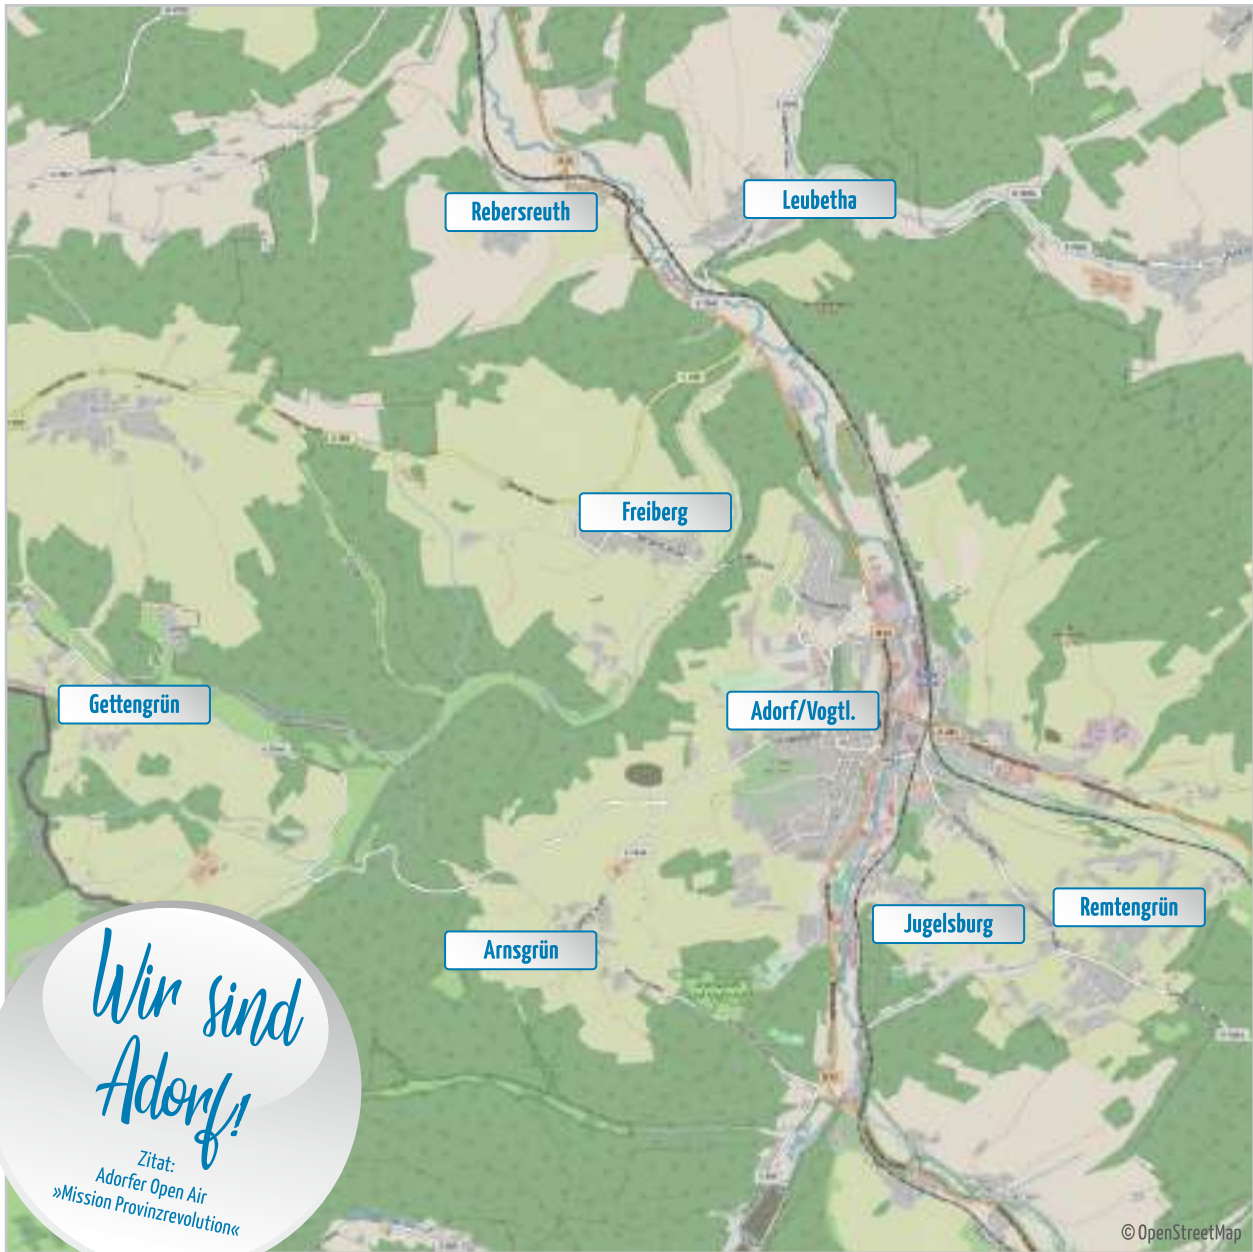 Rebersreuth
Leubetha
Freiberg
Gettengrün
Adorf/Vogtl.
Arnsgrün
Jugelsburg
Remtengrün
Wir sind
Adorf!
Zitat:
Adorfer Open Air
»Mission Provinzrevolution«
© OpenStreetMap